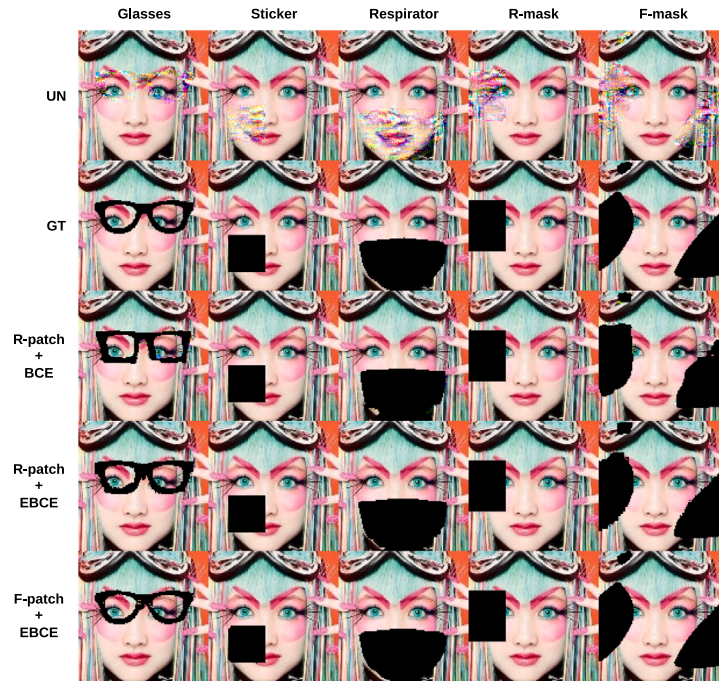 Glasses Sticker Respirator R-mask F-mask
UN
GT
R-patch
+
BCE
R-patch
+
EBCE
F-patch
+
EBCE